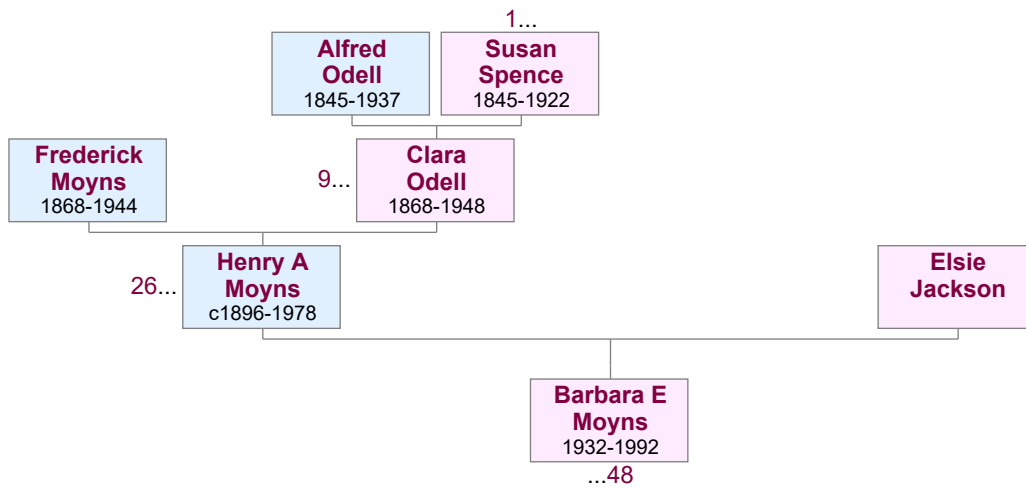 1...
Alfred
Odell
1845-1937
Susan
Spence
1845-1922
Frederick
Moyns
1868-1944
9...
Clara
Odell
1868-1948
26...
Henry A
Moyns
c1896-1978
Elsie
Jackson
Barbara E
Moyns
1932-1992
...48